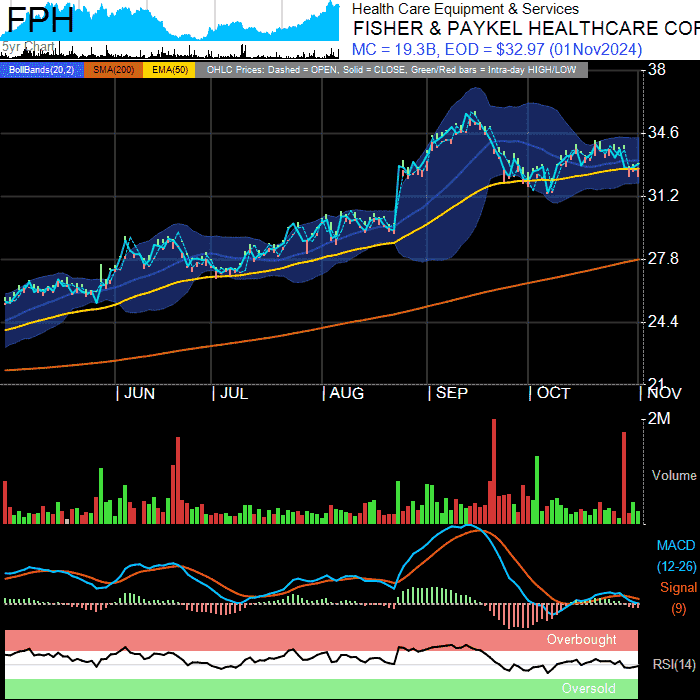 FPH
Health Care Equipment & Services
FISHER & PAYKEL HEALTHCARE COR
MC = 19.3B, EOD = $32.97 (01Nov2024)
5yr Chart
BollBands(20,2) SMA(200) EMA(50) OHLC Prices: Dashed = OPEN, Solid = CLOSE, Green/Red bars = Intra-day HIGH/LOW
38
34.6
31.2
27.8
24.4
21
JUN JUL AUG SEP OCT NOV
2M
Volume
MACD
(12-26)
Signal
(9)
Overbought
RSI(14)
Oversold